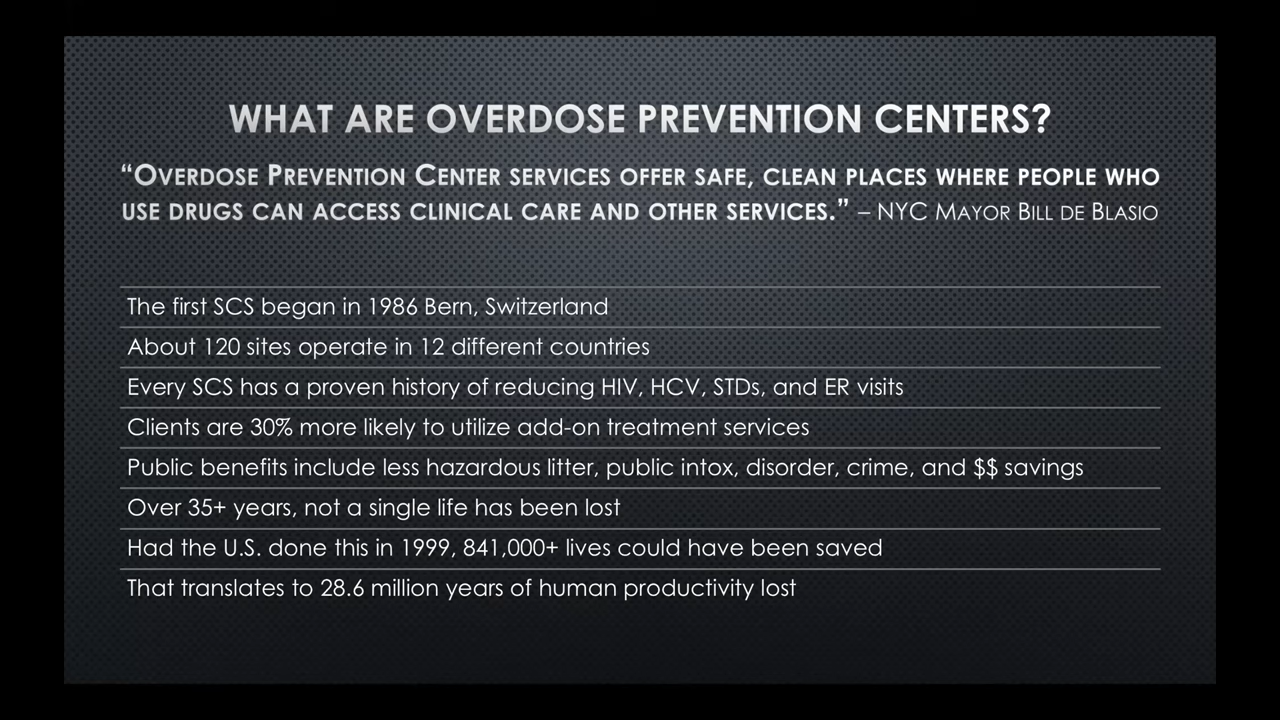 WHAT ARE OVERDOSE PREVENTION CENTERS?
“OVERDOSE PREVENTION CENTER SERVICES OFFER SAFE, CLEAN PLACES WHERE PEOPLE WHO
USE DRUGS CAN ACCESS CLINICAL CARE AND OTHER SERVICES.” – NYC MAYOR BILL DE BLASIO
The first SCS began in 1986 Bern, Switzerland
About 120 sites operate in 12 different countries
Every SCS has a proven history of reducing HIV, HCV, STDs, and ER visits
Clients are 30% more likely to utilize add-on treatment services
Public benefits include less hazardous litter, public intox, disorder, crime, and $$ savings
Over 35+ years, not a single life has been lost
Had the U.S. done this in 1999, 841,000+ lives could have been saved
That translates to 28.6 million years of human productivity lost